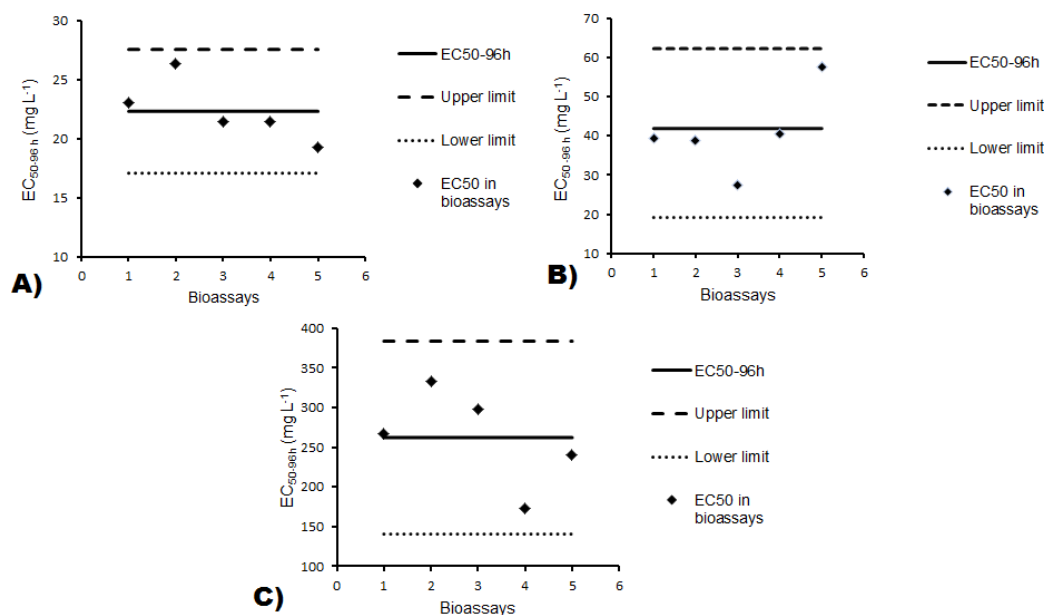 30
25
20
15
10
EC50-96 h (mg L-1)
0 1 2 3 4 5 6
Bioassays
EC50-96h
Upper limit
Lower limit
EC50 in
bioassays
A)
70
60
50
40
30
20
10
EC50-96 h (mg L-1)
0 1 2 3 4 5 6
Bioassays
EC50-96h
Upper limit
Lower limit
EC50 in
bioassays
B)
400
350
300
250
200
150
100
EC50-96h (mg L-1)
0 1 2 3 4 5 6
Bioassays
EC50-96h
Upper limit
Lower limit
EC50 in
bioassays
C)